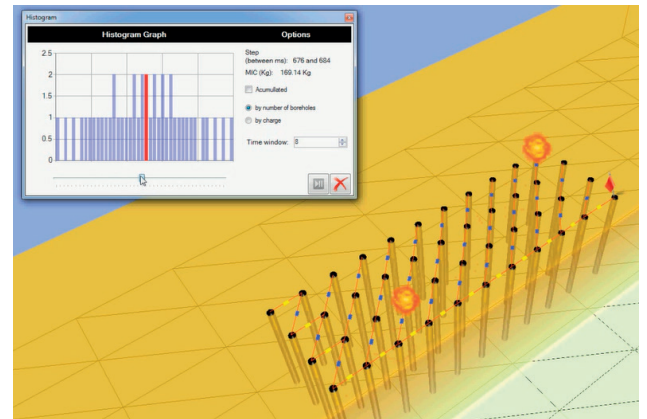 Histogram
Histogram Graph
Options
2.5
2
1.5
1
0.5
0
Step
(between ms): 676 and 684
MIC (Kg): 169.14 Kg
Acumulated
by number of boreholes
by charge
Time window: 8